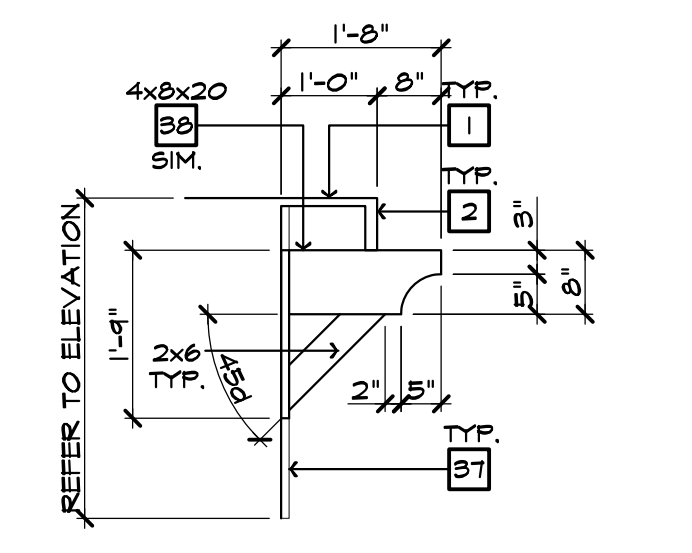 1'-8"
1'-0"
8"
4x8x20
38
SIM.
TYP.
1
TYP.
2
3"
5"
8"
REFER TO ELEVATION
1'-9"
2x6
TYP.
45d
2"
5"
TYP.
37